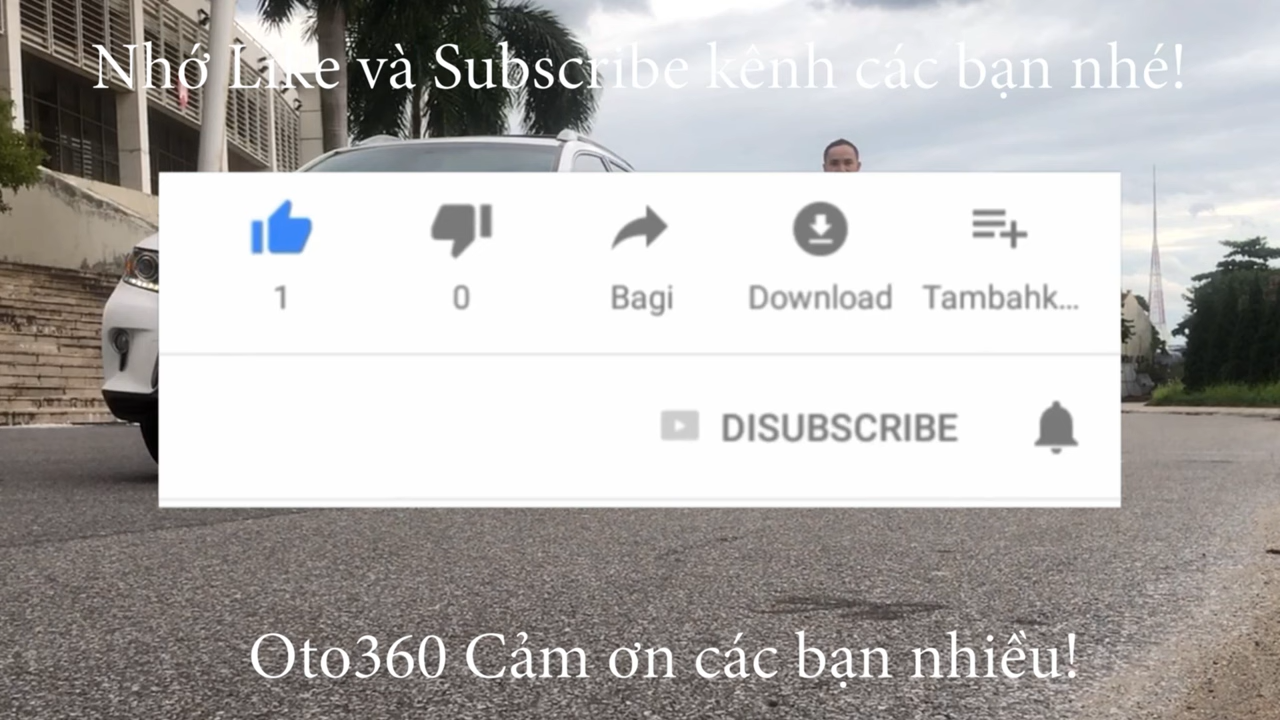 Nhớ Like và Subscribe kênh các bạn nhé!
1 0 Bagi Download Tambahk...
DISUBSCRIBE
Oto360 Cảm ơn các bạn nhiều!